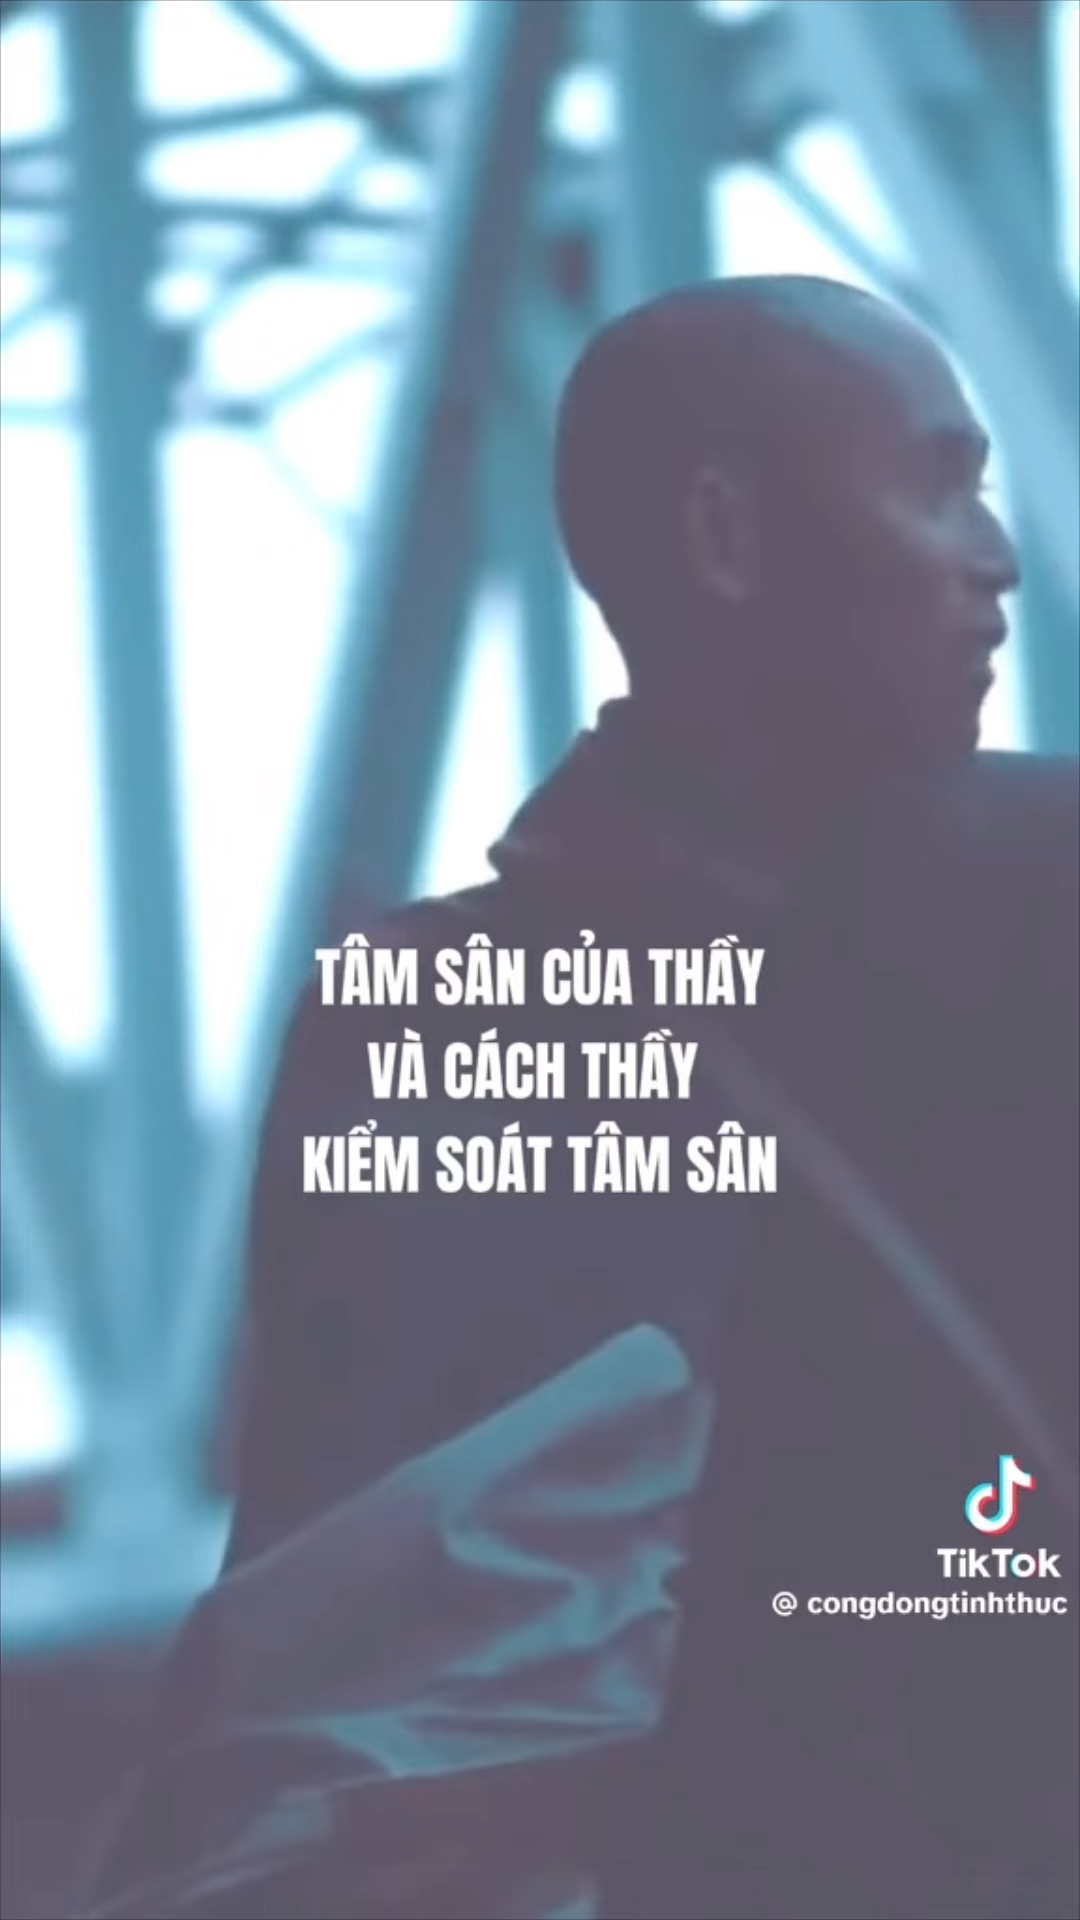 TÂM SÂN CỦA THẦY
VÀ CÁCH THẦY
KIỂM SOÁT TÂM SÂN
TikTok
@ congdongtinhthuc